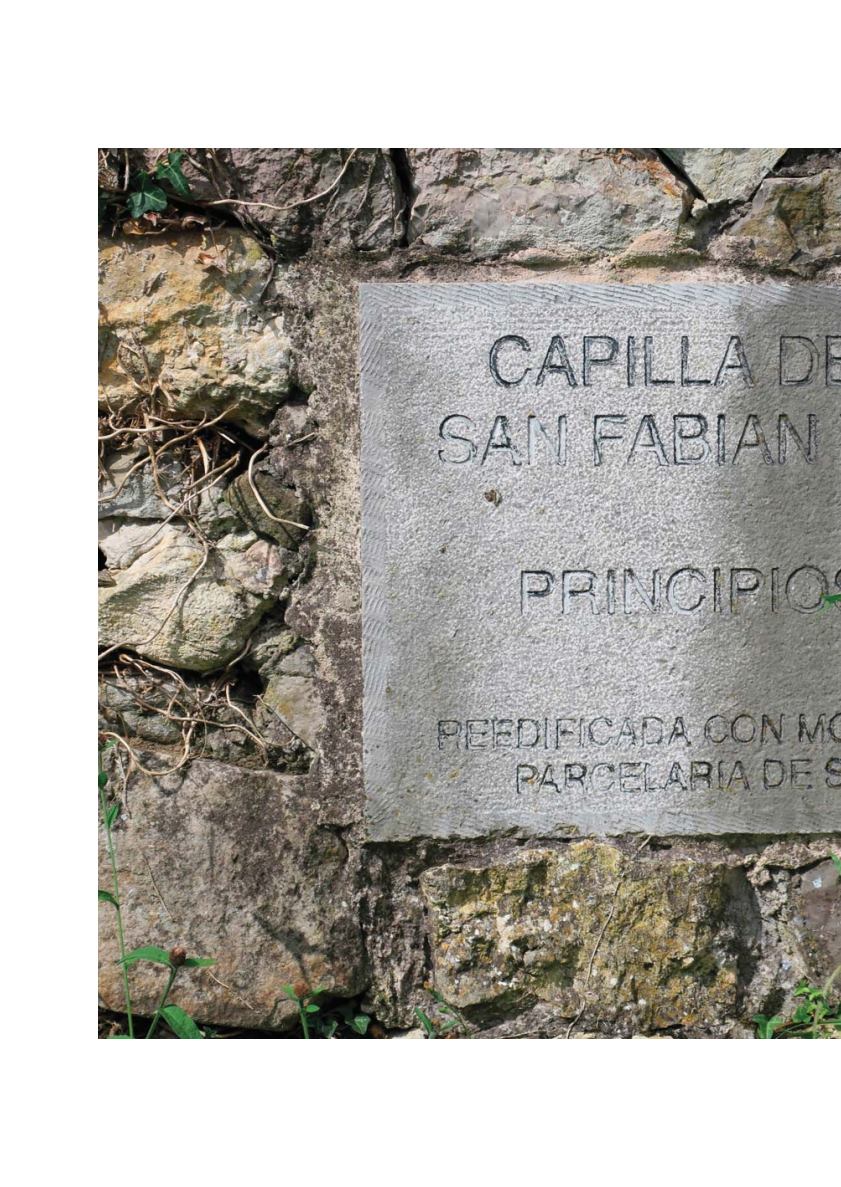 CAPILLA DE
SAN FABIAN
PRINCIPIOS
REEDIFICADA CON MO
PARCELARIA DE S